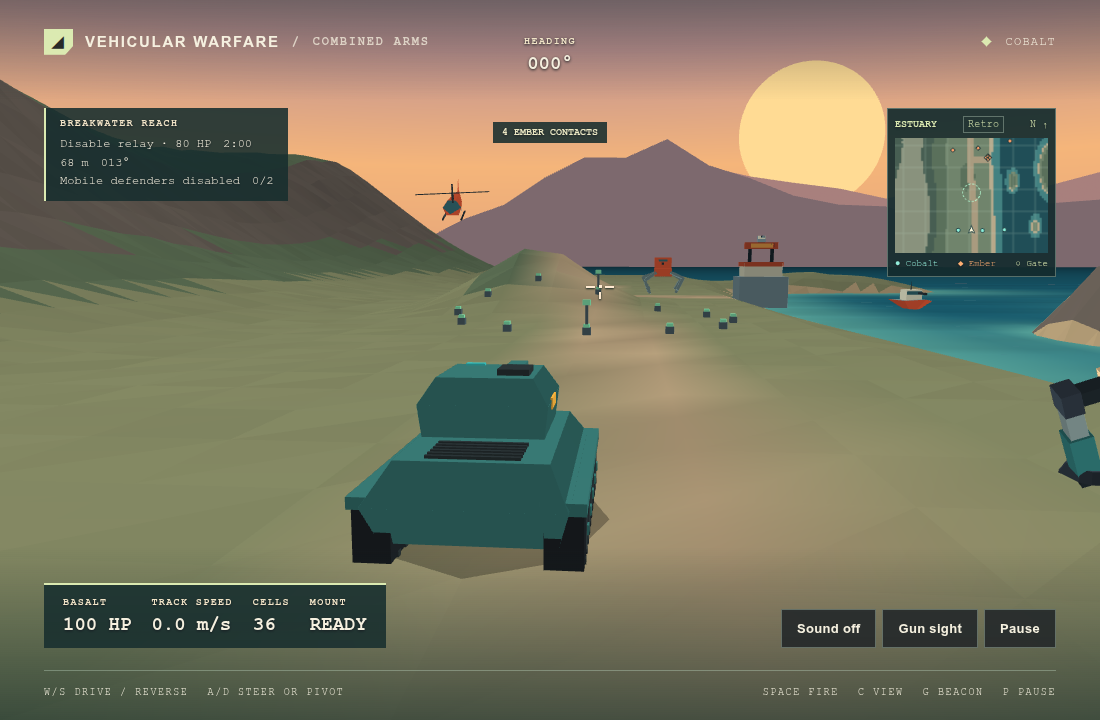 VEHICULAR WARFARE / COMBINED ARMS
HEADING
000°
COBALT
BREAKWATER REACH
Disable relay · 80 HP 2:00
68 m 013°
Mobile defenders disabled 0/2
4 EMBER CONTACTS
ESTUARY Retro N ↑
Cobalt Ember Gate
BASALT TRACK SPEED CELLS MOUNT
100 HP 0.0 m/s 36 READY
Sound off Gun sight Pause
W/S DRIVE / REVERSE A/D STEER OR PIVOT
SPACE FIRE C VIEW G BEACON P PAUSE